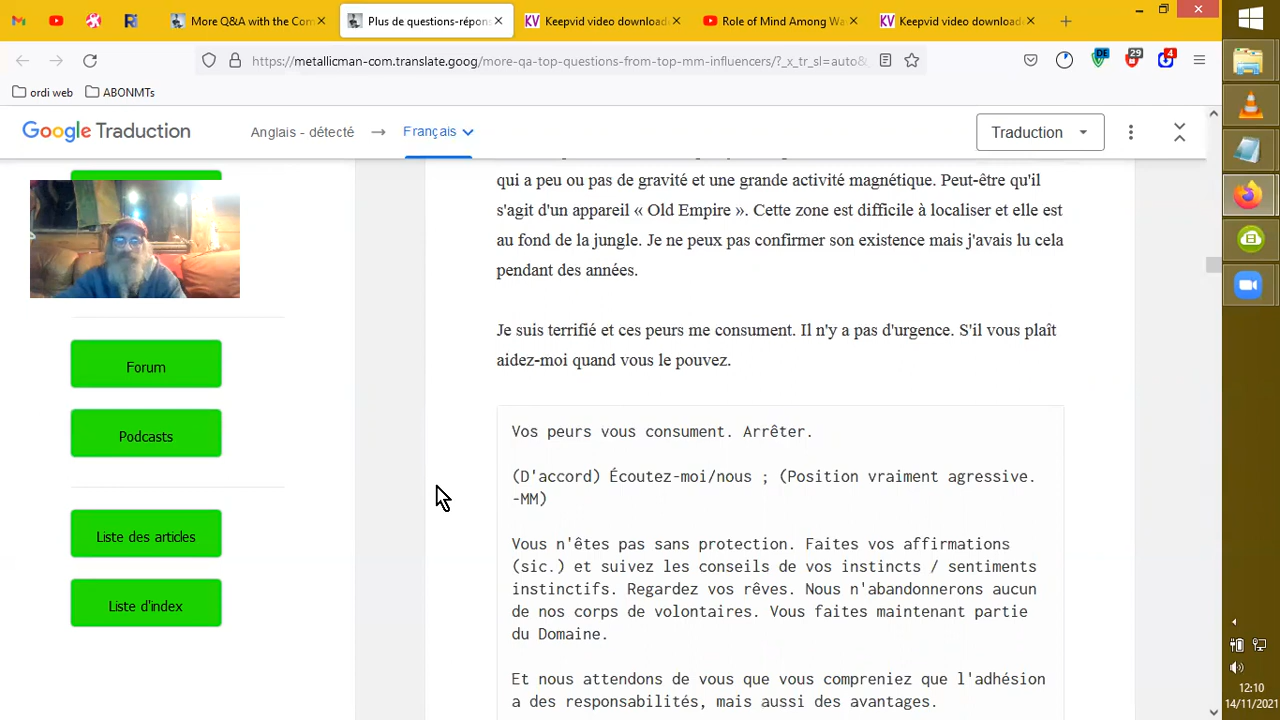 More Q&A with the Com
Plus de questions-répons
Keepvid video download
Role of Mind Among Wa
Keepvid video download
https://metallicman-com.translate.goog/more-qa-top-questions-from-top-mm-influencers/?_x_tr_sl=auto&
DE
29
4
ordi web
ABONMTs
Google Traduction
Anglais - détecté
Français
Traduction
qui a peu ou pas de gravité et une grande activité magnétique. Peut-être qu'il
s'agit d'un appareil « Old Empire ». Cette zone est difficile à localiser et elle est
au fond de la jungle. Je ne peux pas confirmer son existence mais j'avais lu cela
pendant des années.
Je suis terrifié et ces peurs me consument. Il n'y a pas d'urgence. S'il vous plaît
aidez-moi quand vous le pouvez.
Forum
Podcasts
Liste des articles
Liste d'index
Vos peurs vous consument. Arrêter.
(D'accord) Écoutez-moi/nous ; (Position vraiment agressive.
-MM)
Vous n'êtes pas sans protection. Faites vos affirmations
(sic.) et suivez les conseils de vos instincts / sentiments
instinctifs. Regardez vos rêves. Nous n'abandonnerons aucun
de nos corps de volontaires. Vous faites maintenant partie
du Domaine.
Et nous attendons de vous que vous compreniez que l'adhésion
a des responsabilités, mais aussi des avantages.
12:10
14/11/2021